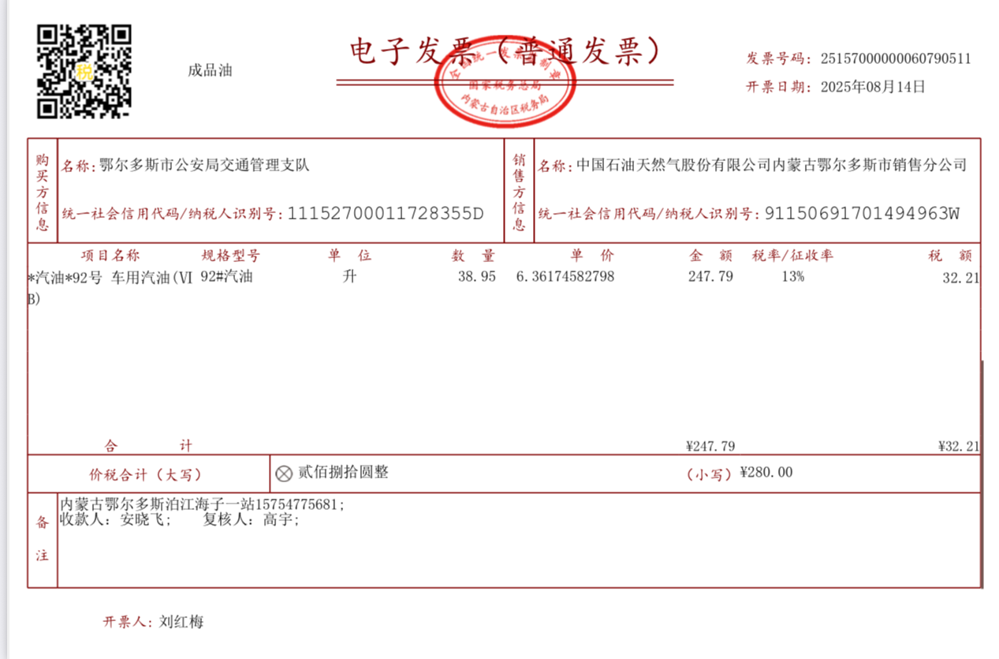 税
成品油
电子发票（普通发票）
全国统一发票监制章
国家税务总局
内蒙古自治区税务局
发票号码：25157000000060790511
开票日期：2025年08月14日
购买方信息
名称：鄂尔多斯市公安局交通管理支队
统一社会信用代码/纳税人识别号：11152700011728355D
销售方信息
名称：中国石油天然气股份有限公司内蒙古鄂尔多斯市销售分公司
统一社会信用代码/纳税人识别号：91150691701494963W
项目名称 规格型号 单 位 数 量 单 价 金 额 税率/征收率 税 额
*汽油*92号 车用汽油(VI 92#汽油 升 38.95 6.36174582798 247.79 13% 32.21
B)
合 计 ¥247.79 ¥32.21
价税合计（大写） ⊗ 贰佰捌拾圆整 （小写）¥280.00
备注
内蒙古鄂尔多斯泊江海子一站15754775681;
收款人：安晓飞; 复核人：高宇;
开票人：刘红梅